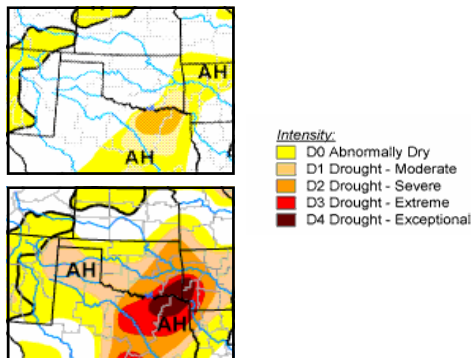 AH
AH
Intensity:
D0 Abnormally Dry
D1 Drought - Moderate
D2 Drought - Severe
D3 Drought - Extreme
D4 Drought - Exceptional
AH
AH